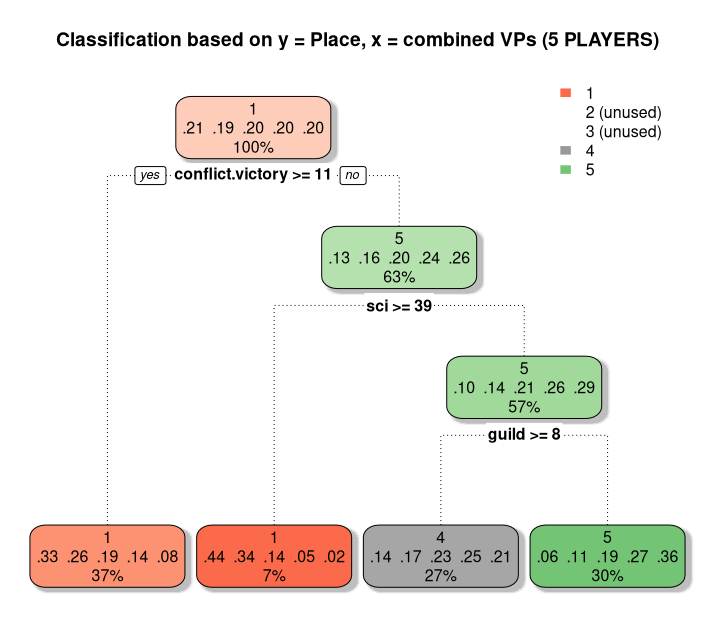 Classification based on y = Place, x = combined VPs (5 PLAYERS)
1
2 (unused)
3 (unused)
4
5
1
.21 .19 .20 .20 .20
100%
yes conflict.victory >= 11 no
5
.13 .16 .20 .24 .26
63%
sci >= 39
5
.10 .14 .21 .26 .29
57%
guild >= 8
1
.33 .26 .19 .14 .08
37%
1
.44 .34 .14 .05 .02
7%
4
.14 .17 .23 .25 .21
27%
5
.06 .11 .19 .27 .36
30%